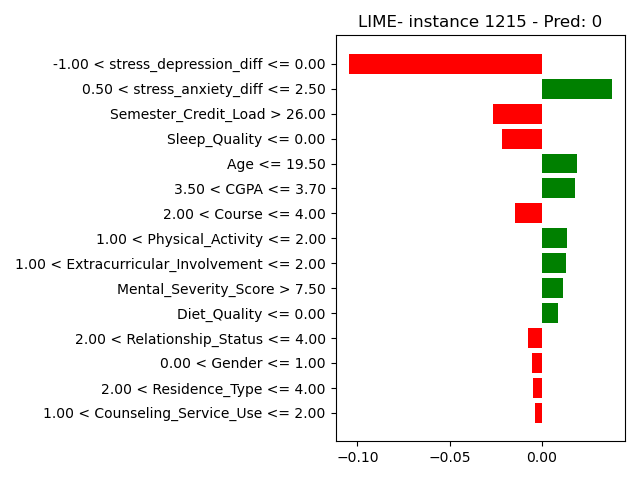 LIME- instance 1215 - Pred: 0
-1.00 < stress_depression_diff <= 0.00
0.50 < stress_anxiety_diff <= 2.50
Semester_Credit_Load > 26.00
Sleep_Quality <= 0.00
Age <= 19.50
3.50 < CGPA <= 3.70
2.00 < Course <= 4.00
1.00 < Physical_Activity <= 2.00
1.00 < Extracurricular_Involvement <= 2.00
Mental_Severity_Score > 7.50
Diet_Quality <= 0.00
2.00 < Relationship_Status <= 4.00
0.00 < Gender <= 1.00
2.00 < Residence_Type <= 4.00
1.00 < Counseling_Service_Use <= 2.00
−0.10 −0.05 0.00